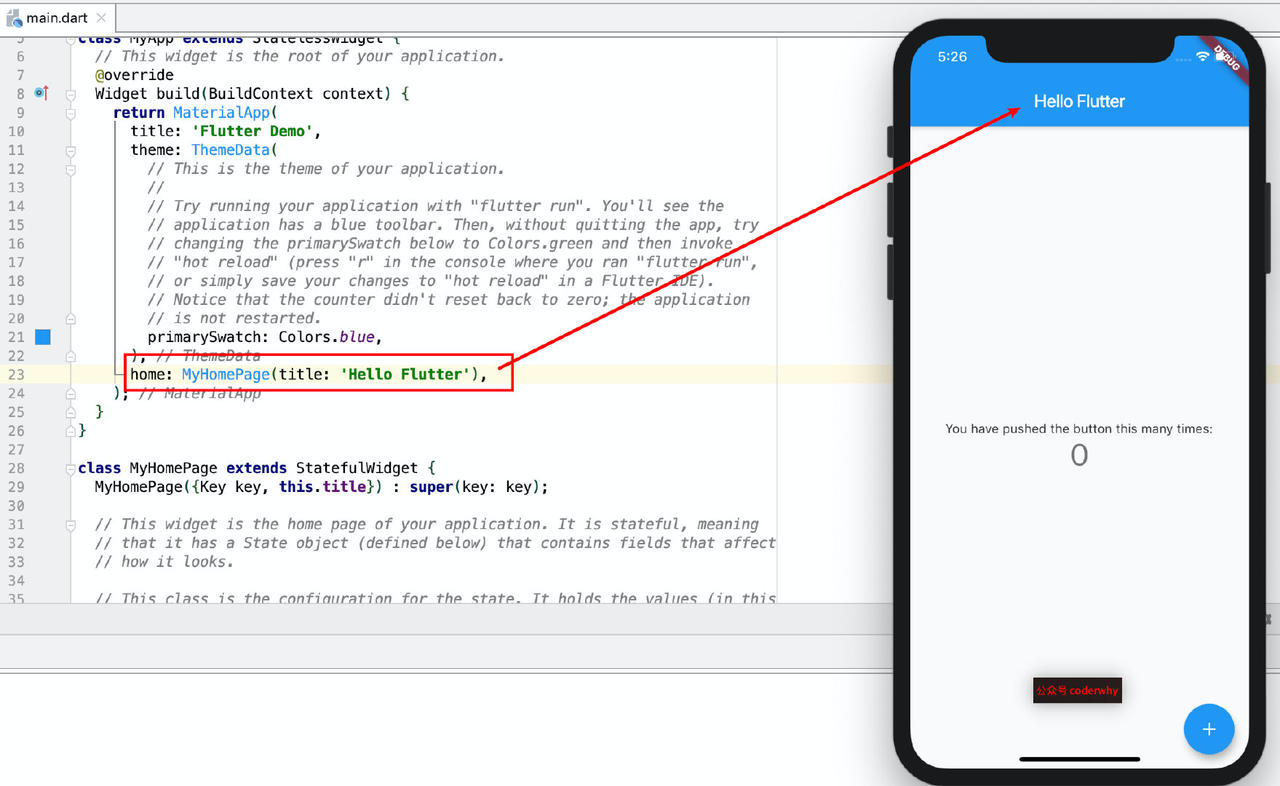 main.dart
5 class MyApp extends StatelessWidget {
6 // This widget is the root of your application.
7 @override
8 Widget build(BuildContext context) {
9 return MaterialApp(
10 title: 'Flutter Demo',
11 theme: ThemeData(
12 // This is the theme of your application.
13 //
14 // Try running your application with "flutter run". You'll see the
15 // application has a blue toolbar. Then, without quitting the app, try
16 // changing the primarySwatch below to Colors.green and then invoke
17 // "hot reload" (press "r" in the console where you ran "flutter run",
18 // or simply save your changes to "hot reload" in a Flutter IDE).
19 // Notice that the counter didn't reset back to zero; the application
20 // is not restarted.
21 primarySwatch: Colors.blue,
22 ), // ThemeData
23 home: MyHomePage(title: 'Hello Flutter'),
24 ); // MaterialApp
25 }
26 }
27
28 class MyHomePage extends StatefulWidget {
29 MyHomePage({Key key, this.title}) : super(key: key);
30
31 // This widget is the home page of your application. It is stateful, meaning
32 // that it has a State object (defined below) that contains fields that affect
33 // how it looks.
34
35 // This class is the configuration for the state. It holds the values (in this
5:26
DEBUG
Hello Flutter
You have pushed the button this many times:
0
公众号 coderwhy
+